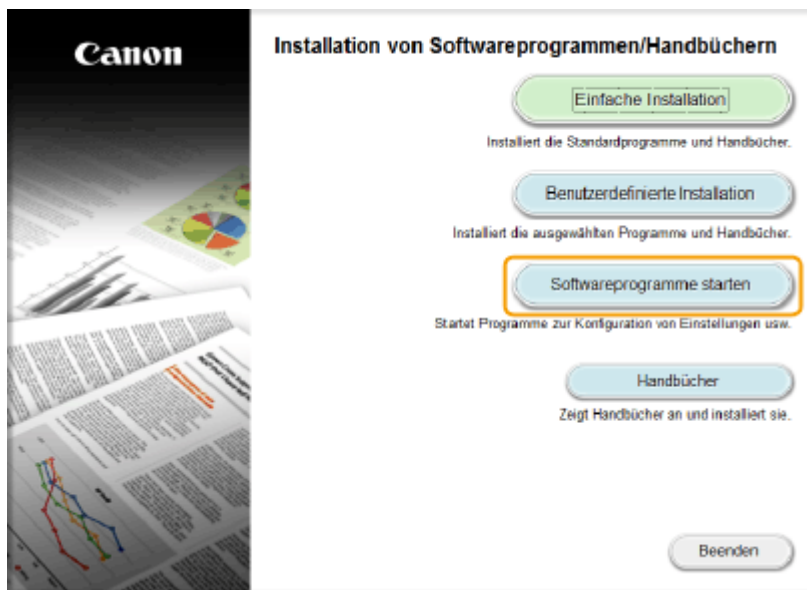 Canon
Installation von Softwareprogrammen/Handbüchern
Einfache Installation
Installiert die Standardprogramme und Handbücher.
Benutzerdefinierte Installation
Installiert die ausgewählten Programme und Handbücher.
Softwareprogramme starten
Startet Programme zur Konfiguration von Einstellungen usw.
Handbücher
Zeigt Handbücher an und installiert sie.
Beenden